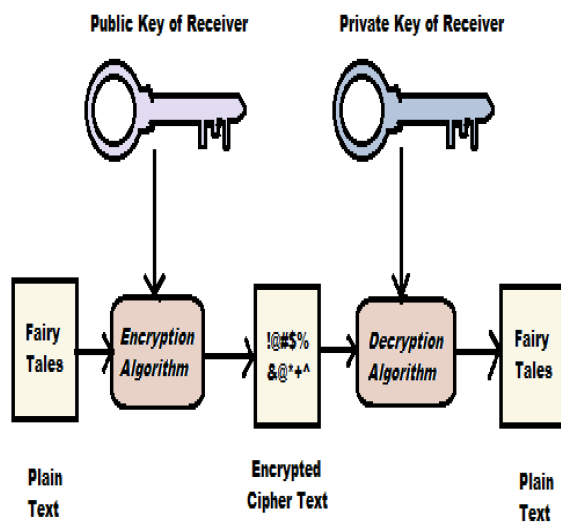 Public Key of Receiver
Private Key of Receiver
Fairy
Tales
Encryption
Algorithm
!@#$%
&@*+^
Decryption
Algorithm
Fairy
Tales
Plain
Text
Encrypted
Cipher Text
Plain
Text